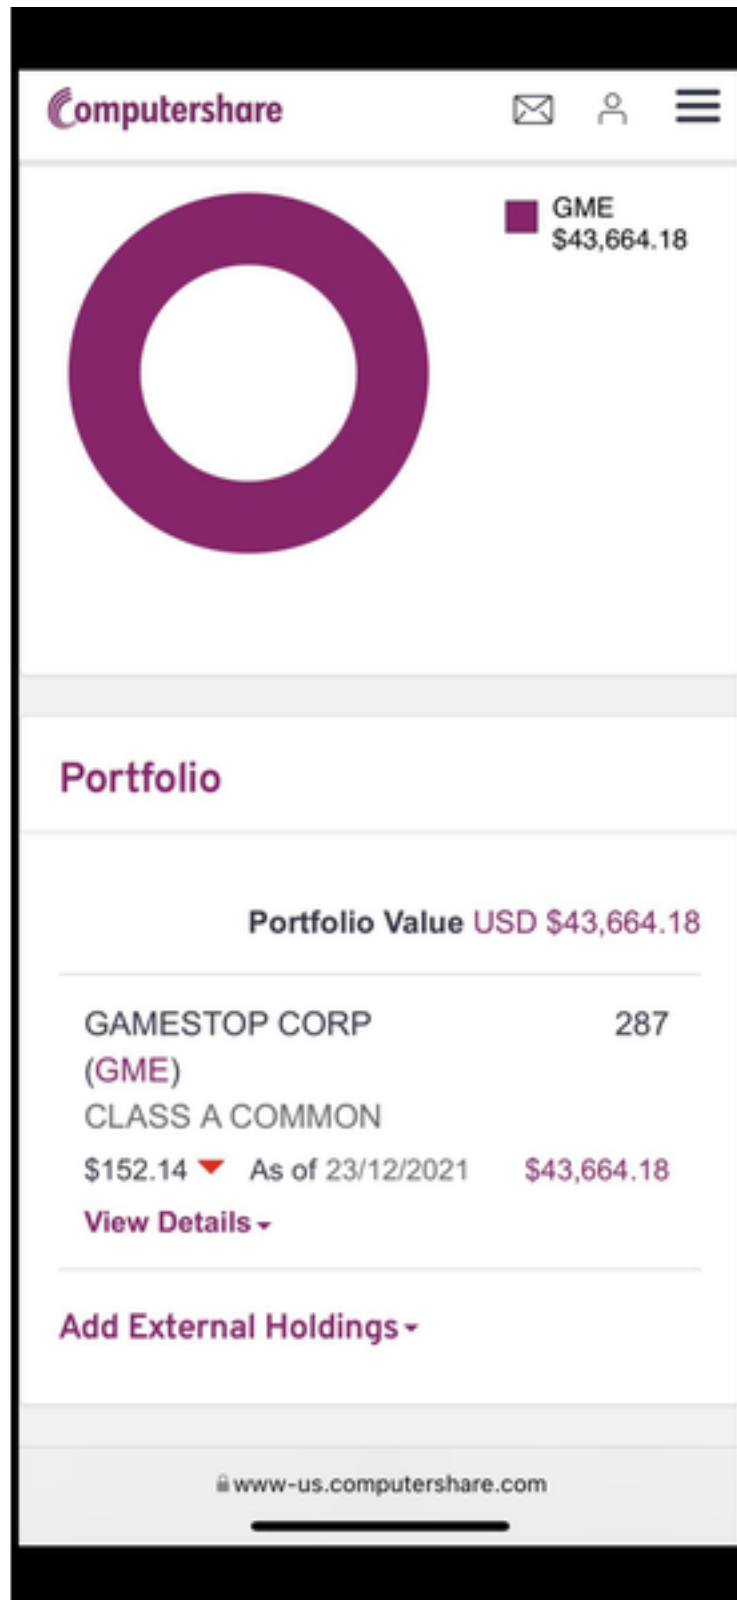 Computershare
GME
$43,664.18
Portfolio
Portfolio Value USD $43,664.18
GAMESTOP CORP 287
(GME)
CLASS A COMMON
$152.14 As of 23/12/2021 $43,664.18
View Details
Add External Holdings
www-us.computershare.com